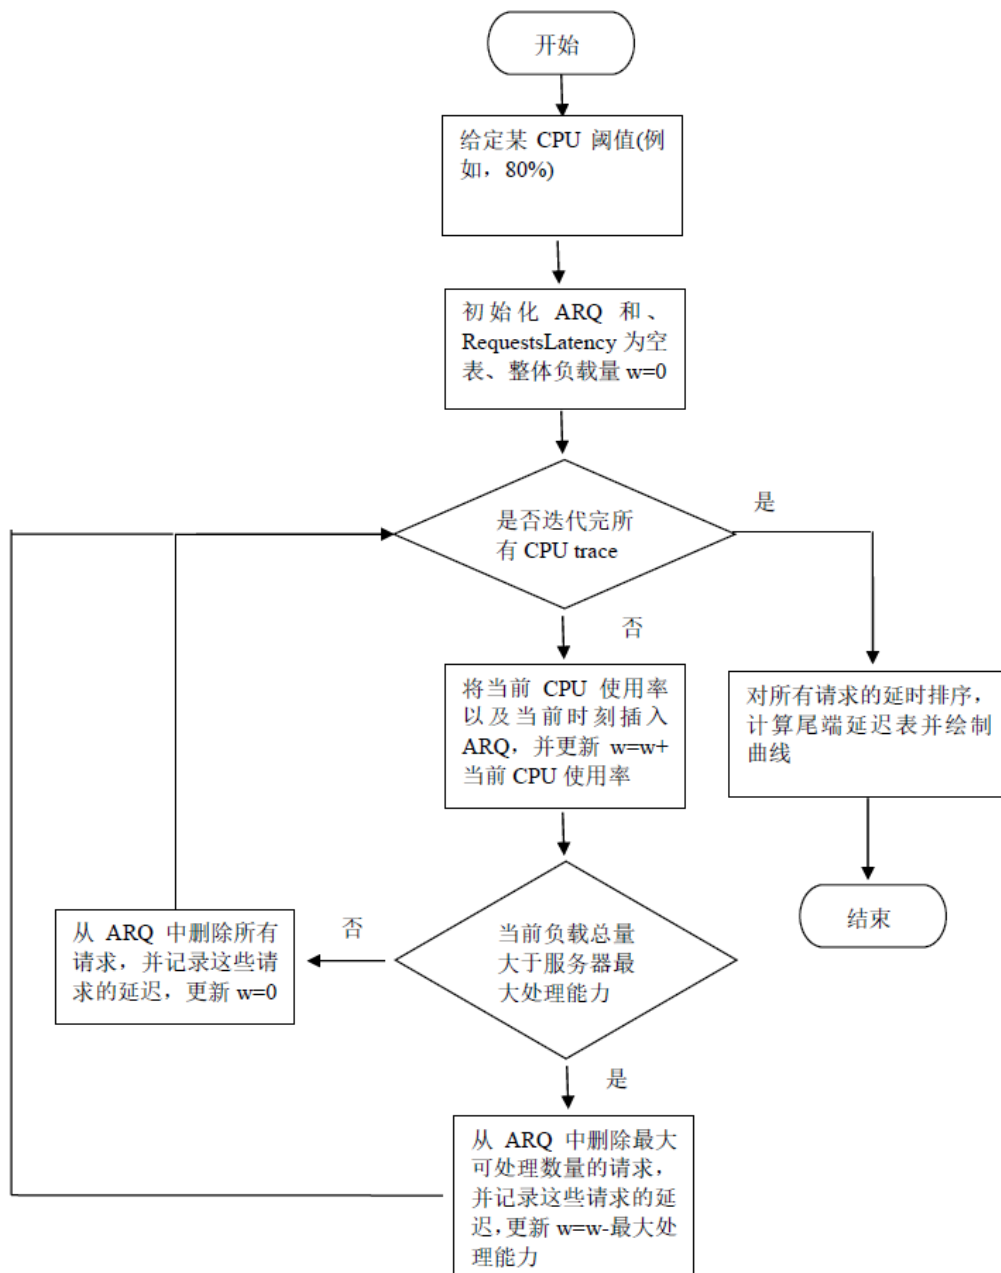 开始
给定某 CPU 阈值(例
如，80%)
初始化 ARQ 和、
RequestsLatency 为空
表、整体负载量 w=0
是否迭代完所
有 CPU trace
是
否
将当前 CPU 使用率
以及当前时刻插入
ARQ，并更新 w=w+
当前 CPU 使用率
对所有请求的延时排序，
计算尾端延迟表并绘制
曲线
结束
当前负载总量
大于服务器最
大处理能力
否
从 ARQ 中删除所有
请求，并记录这些请
求的延迟，更新 w=0
是
从 ARQ 中删除最大
可处理数量的请求，
并记录这些请求的延
迟，更新 w=w-最大处
理能力